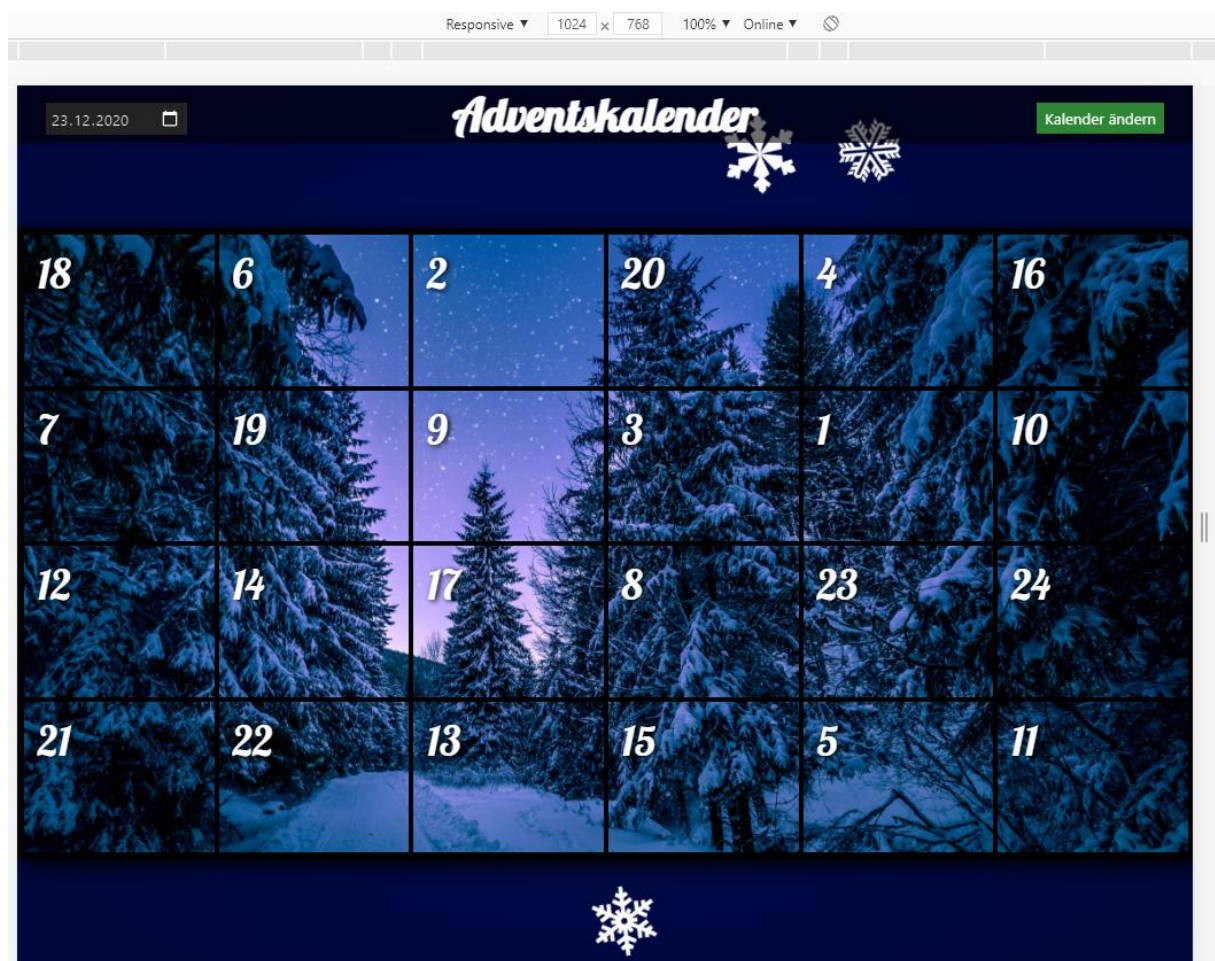 Responsive ▼ 1024 × 768 100% ▼ Online ▼
23.12.2020 Adventskalender Kalender ändern
18 6 2 20 4 16
7 19 9 3 1 10
12 14 17 8 23 24
21 22 13 15 5 11